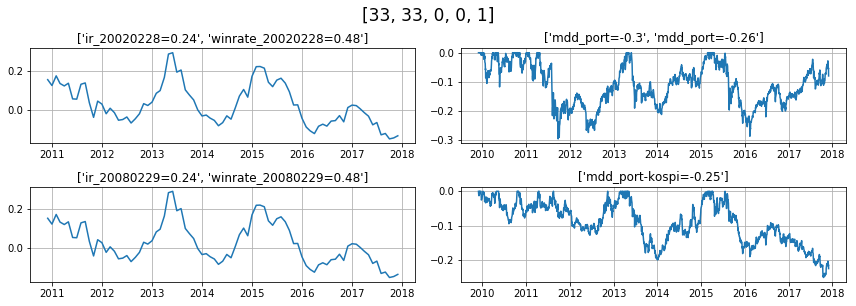 [33, 33, 0, 0, 1]
['ir_20020228=0.24', 'winrate_20020228=0.48']
0.2
0.0
2011 2012 2013 2014 2015 2016 2017 2018
['mdd_port=-0.3', 'mdd_port=-0.26']
0.0
−0.1
−0.2
−0.3
2010 2011 2012 2013 2014 2015 2016 2017 2018
['ir_20080229=0.24', 'winrate_20080229=0.48']
0.2
0.0
2011 2012 2013 2014 2015 2016 2017 2018
['mdd_port-kospi=-0.25']
0.0
−0.1
−0.2
2010 2011 2012 2013 2014 2015 2016 2017 2018